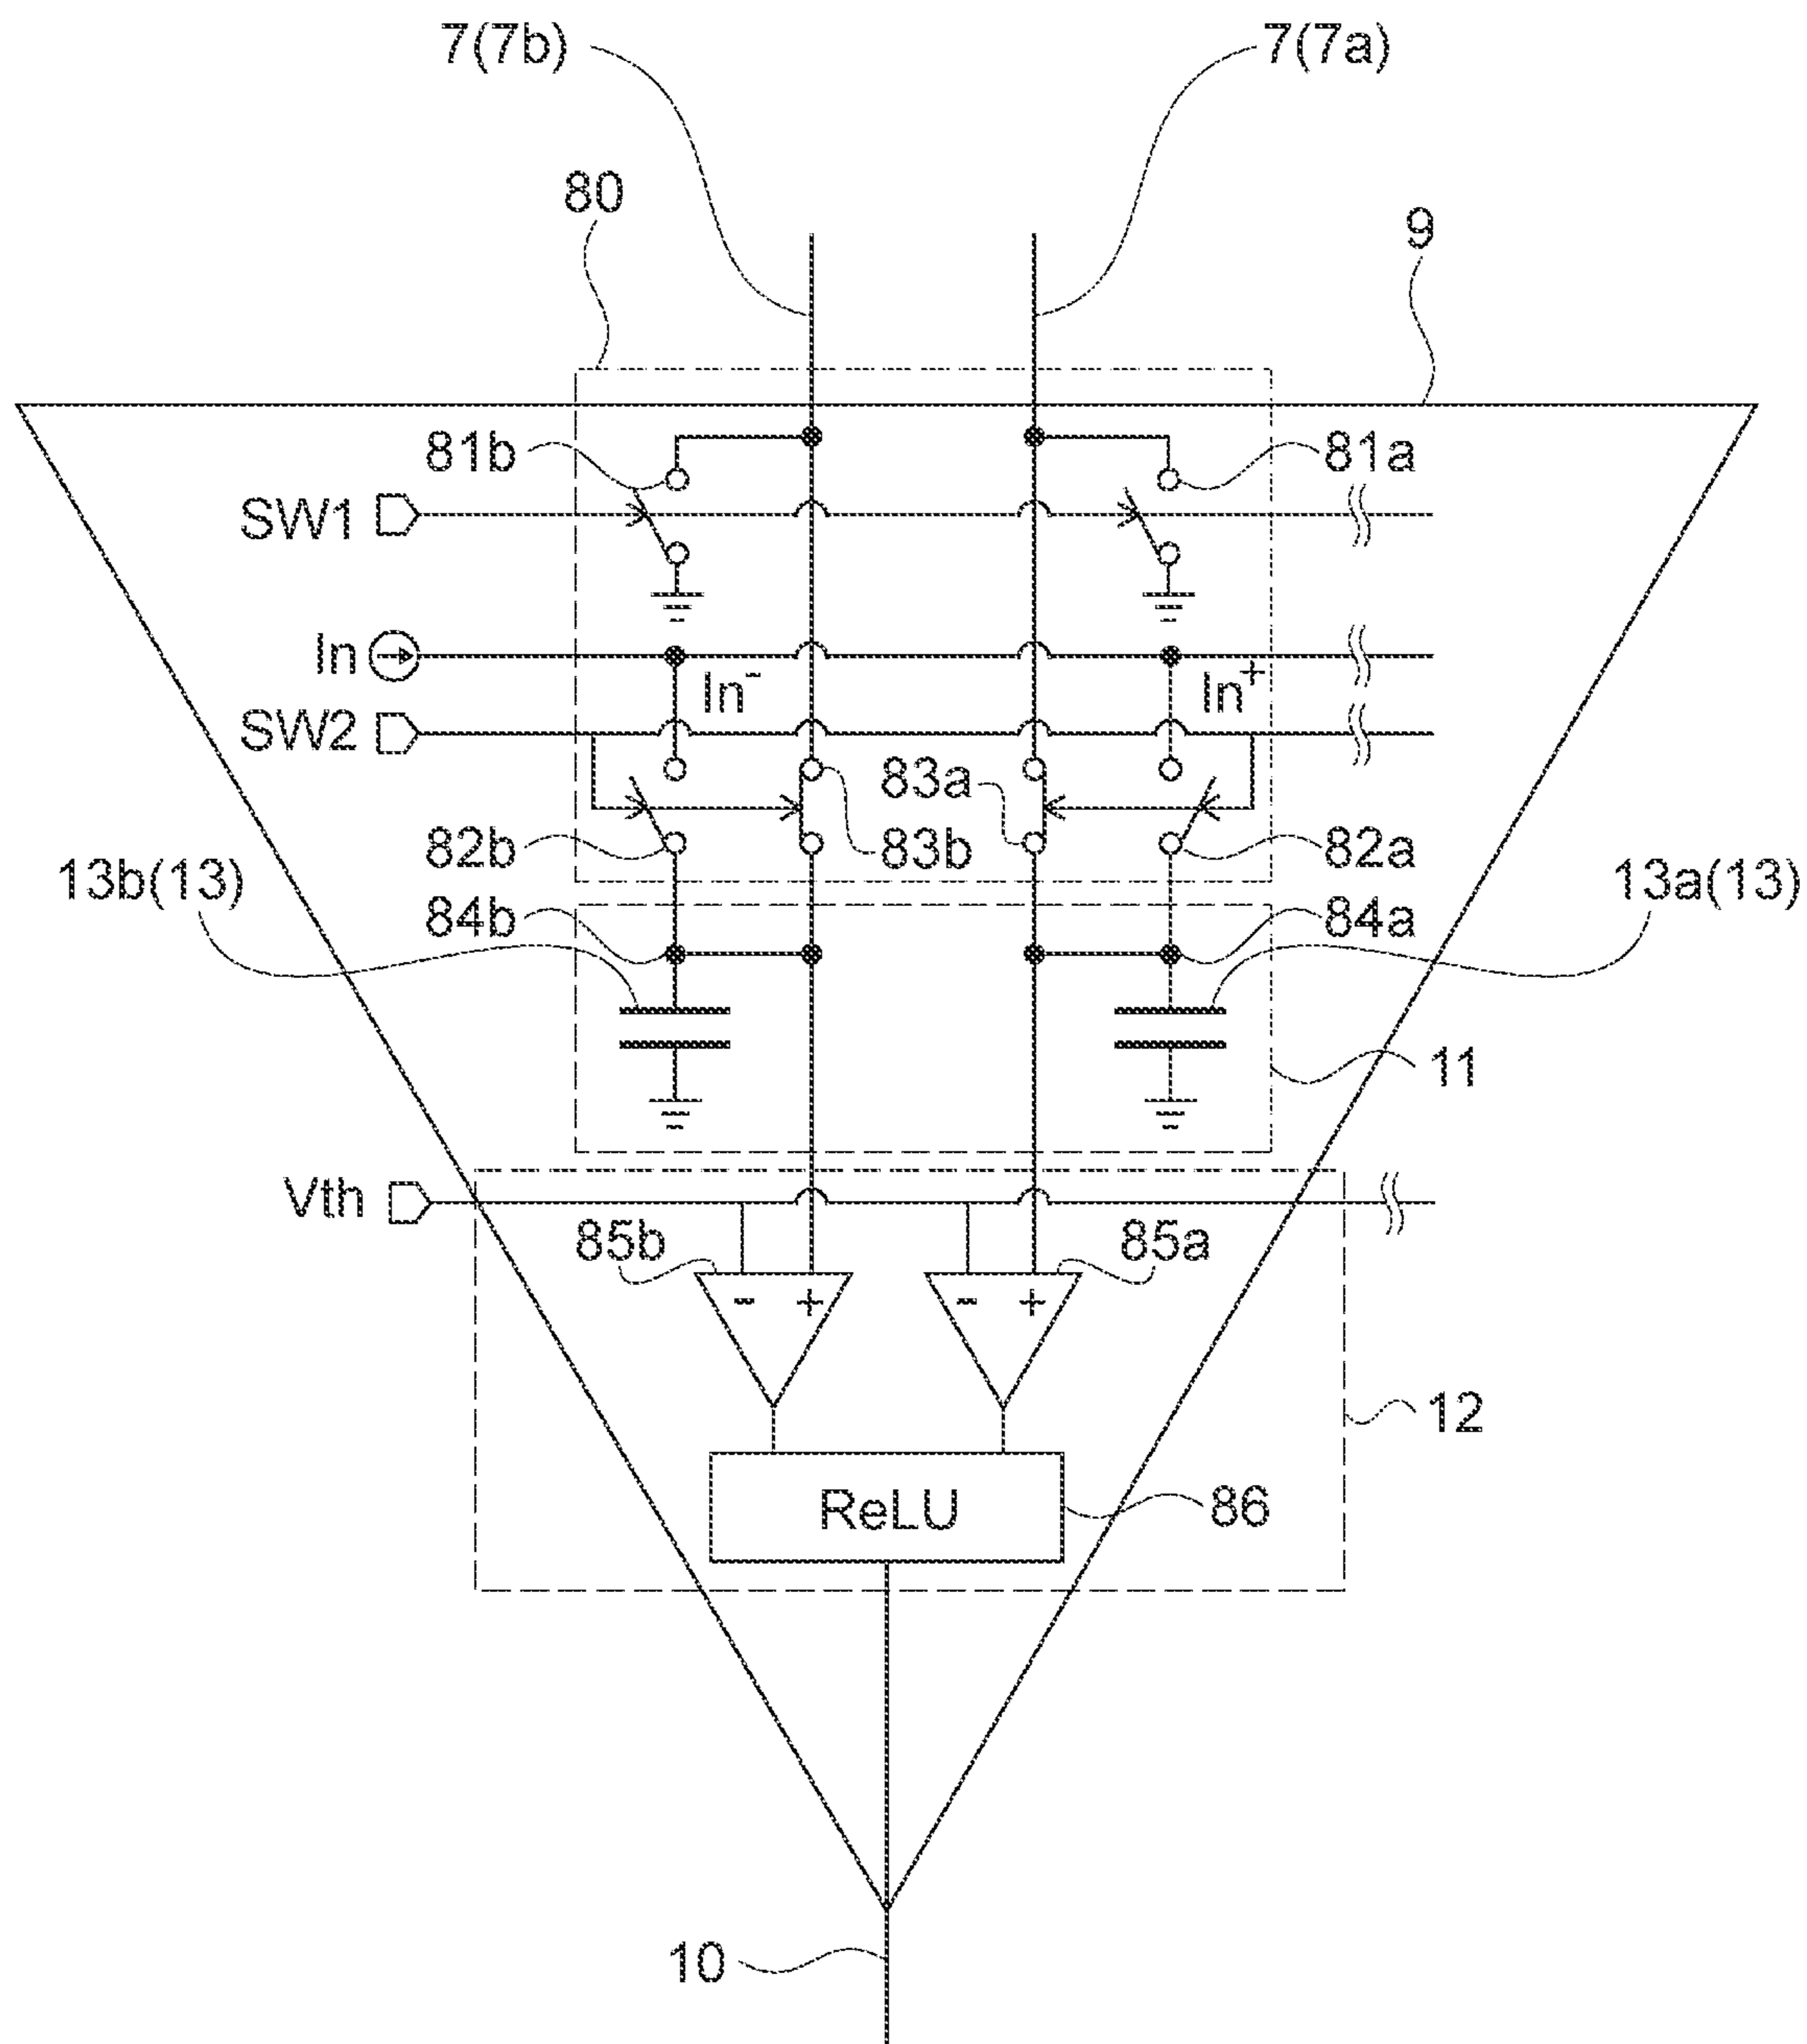 7(7b) 7(7a)
80
9
81b 81a
SW1
In
In⁻ In⁺
SW2
83a
82b 83b 82a
13b(13) 13a(13)
84b 84a
11
Vth
85b 85a
- + - +
12
ReLU 86
10